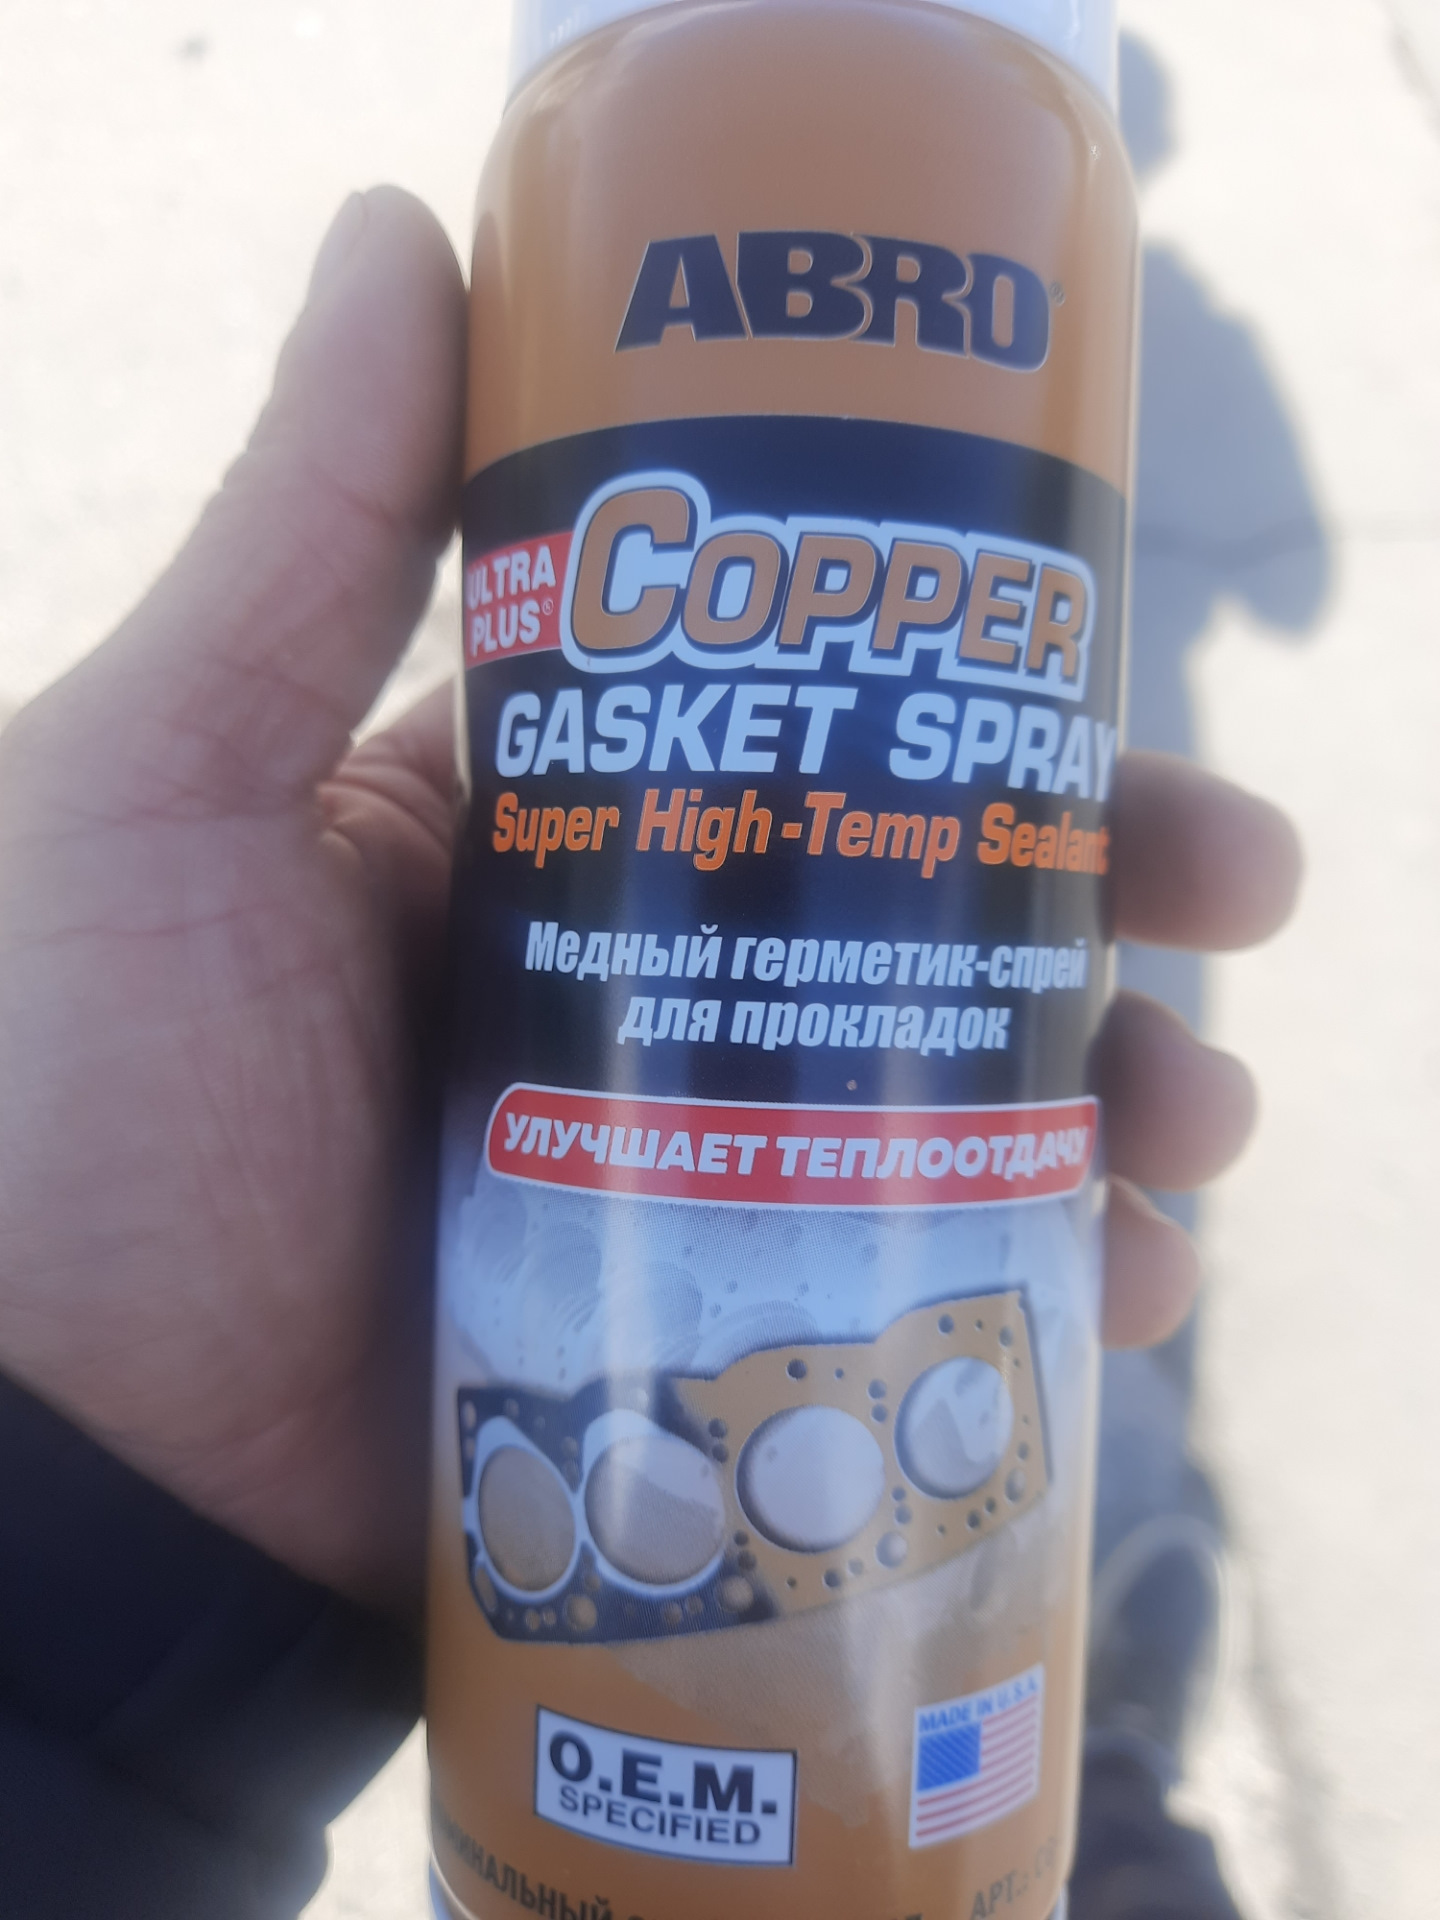 ABRO®
ULTRA PLUS®
COPPER
GASKET SPRAY
Super High-Temp Sealant
Медный герметик-спрей
для прокладок
УЛУЧШАЕТ ТЕПЛООТДАЧУ
MADE IN U.S.A.
O.E.M.
SPECIFIED
АРТ.: